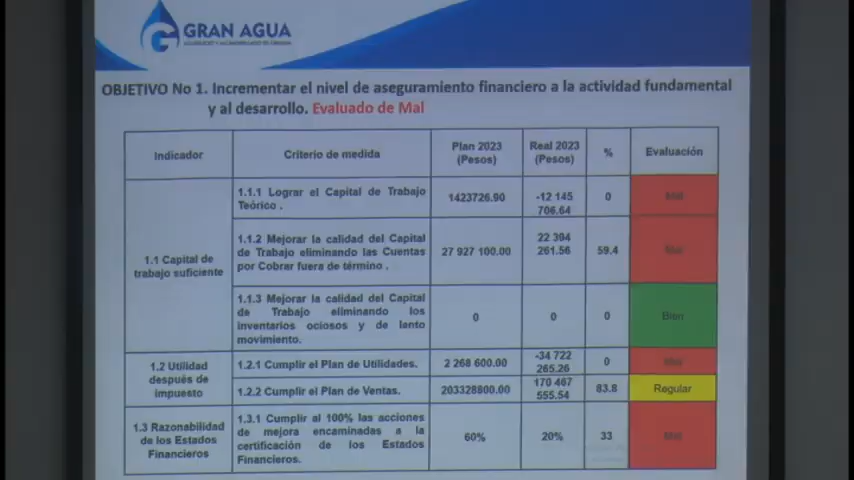 GRAN AGUA
OBJETIVO No 1. Incrementar el nivel de aseguramiento financiero a la actividad fundamental
y al desarrollo. Evaluado de Mal
Indicador
Criterio de medida
Plan 2023
(Pesos)
Real 2023
(Pesos)
%
Evaluación
1.1 Capital de
trabajo suficiente
1.1.1 Lograr el Capital de Trabajo
Teórico .
1423726.90
-12 145
706.64
0
Mal
1.1.2 Mejorar la calidad del Capital
de Trabajo eliminando las Cuentas
por Cobrar fuera de término .
27 927 100.00
22 394
261.56
59.4
Mal
1.1.3 Mejorar la calidad del Capital
de Trabajo eliminando los
inventarios ociosos y de lento
movimiento.
0
0
0
Bien
1.2 Utilidad
después de
impuesto
1.2.1 Cumplir el Plan de Utilidades.
2 268 600.00
-34 722
265.26
0
Mal
1.2.2 Cumplir el Plan de Ventas.
203328800.00
170 467
555.54
83.8
Regular
1.3 Razonabilidad
de los Estados
Financieros
1.3.1 Cumplir al 100% las acciones
de mejora encaminadas a la
certificación de los Estados
Financieros.
60%
20%
33
Mal